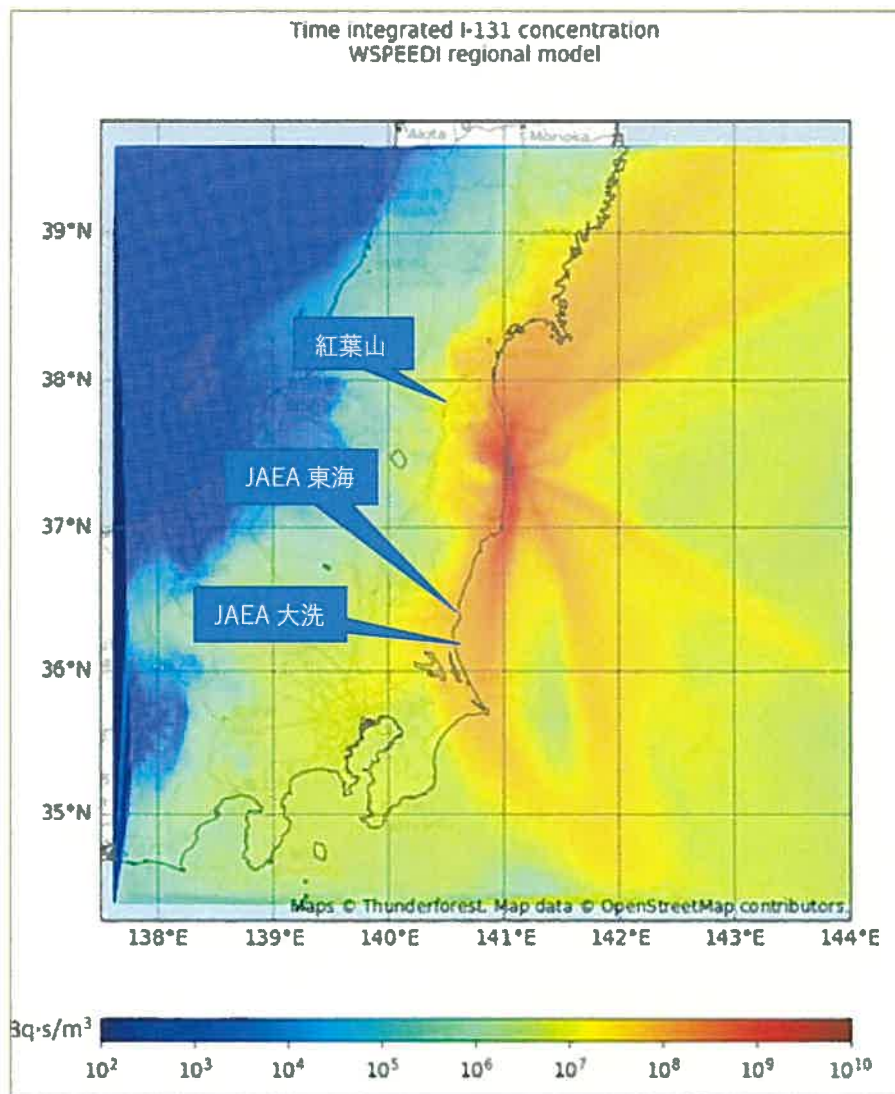 Time integrated I-131 concentration
WSPEEDI regional model
Akita
Morioka
39°N
紅葉山
38°N
JAEA 東海
37°N
JAEA 大洗
36°N
35°N
Maps © Thunderforest, Map data © OpenStreetMap contributors
138°E 139°E 140°E 141°E 142°E 143°E 144°E
Bq·s/m³
10² 10³ 10⁴ 10⁵ 10⁶ 10⁷ 10⁸ 10⁹ 10¹⁰